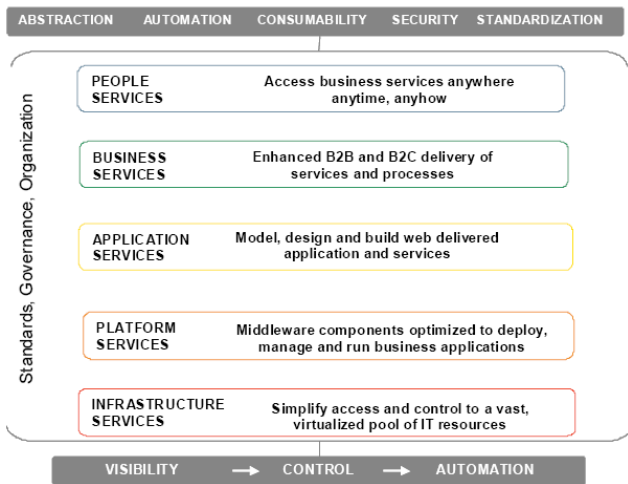 ABSTRACTION AUTOMATION CONSUMABILITY SECURITY STANDARDIZATION
Standards, Governance, Organization
PEOPLE SERVICES
Access business services anywhere
anytime, anyhow
BUSINESS SERVICES
Enhanced B2B and B2C delivery of
services and processes
APPLICATION SERVICES
Model, design and build web delivered
application and services
PLATFORM SERVICES
Middleware components optimized to deploy,
manage and run business applications
INFRASTRUCTURE SERVICES
Simplify access and control to a vast,
virtualized pool of IT resources
VISIBILITY → CONTROL → AUTOMATION